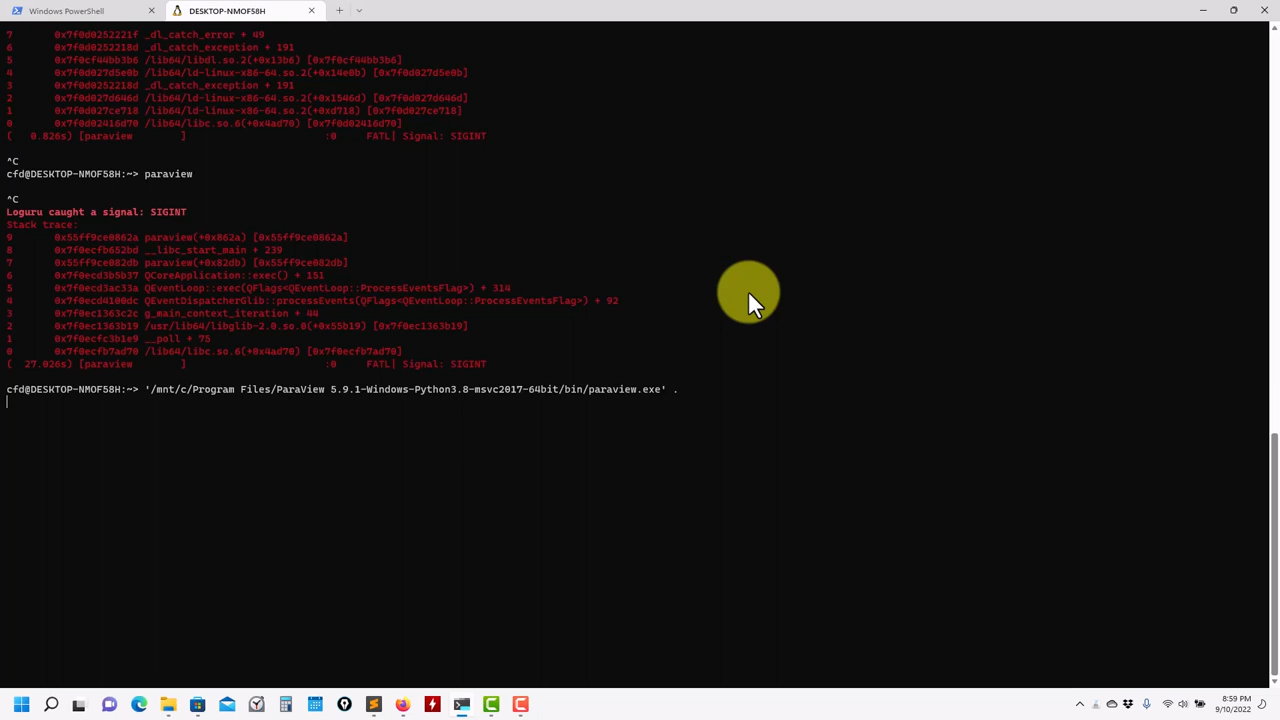 Windows PowerShell
DESKTOP-NMOF58H
7       0x7f0d0252221f _dl_catch_error + 49
6       0x7f0d0252218d _dl_catch_exception + 191
5       0x7f0cf44bb3b6 /lib64/libdl.so.2(+0x13b6) [0x7f0cf44bb3b6]
4       0x7f0d027d5e0b /lib64/ld-linux-x86-64.so.2(+0x14e0b) [0x7f0d027d5e0b]
3       0x7f0d0252218d _dl_catch_exception + 191
2       0x7f0d027d646d /lib64/ld-linux-x86-64.so.2(+0x1546d) [0x7f0d027d646d]
1       0x7f0d027ce718 /lib64/ld-linux-x86-64.so.2(+0xd718) [0x7f0d027ce718]
0       0x7f0d02416d70 /lib64/libc.so.6(+0x4ad70) [0x7f0d02416d70]
(   0.826s) [paraview        ]                       :0     FATL| Signal: SIGINT
^C
cfd@DESKTOP-NMOF58H:~> paraview
^C
Loguru caught a signal: SIGINT
Stack trace:
9       0x55ff9ce0862a paraview(+0x862a) [0x55ff9ce0862a]
8       0x7f0ecfb652bd __libc_start_main + 239
7       0x55ff9ce082db paraview(+0x82db) [0x55ff9ce082db]
6       0x7f0ecd3b5b37 QCoreApplication::exec() + 151
5       0x7f0ecd3ac33a QEventLoop::exec(QFlags<QEventLoop::ProcessEventsFlag>) + 314
4       0x7f0ecd4100dc QEventDispatcherGlib::processEvents(QFlags<QEventLoop::ProcessEventsFlag>) + 92
3       0x7f0ec1363c2c g_main_context_iteration + 44
2       0x7f0ec1363b19 /usr/lib64/libglib-2.0.so.0(+0x55b19) [0x7f0ec1363b19]
1       0x7f0ecfc3b1e9 __poll + 75
0       0x7f0ecfb7ad70 /lib64/libc.so.6(+0x4ad70) [0x7f0ecfb7ad70]
(  27.026s) [paraview        ]                       :0     FATL| Signal: SIGINT
cfd@DESKTOP-NMOF58H:~> '/mnt/c/Program Files/ParaView 5.9.1-Windows-Python3.8-msvc2017-64bit/bin/paraview.exe' .
8:59 PM
9/10/2022